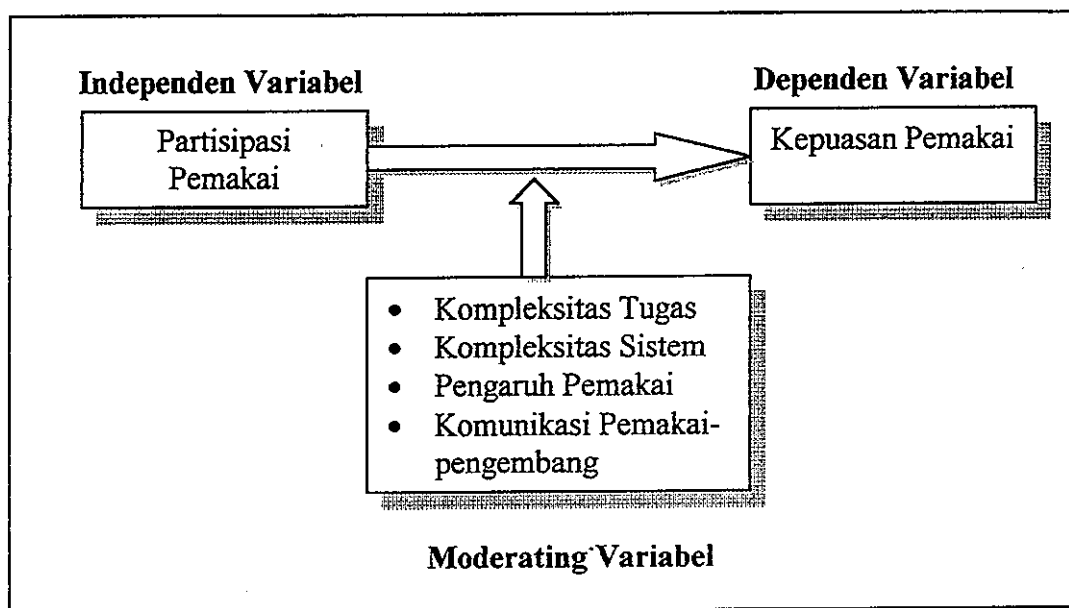 Independen Variabel
Dependen Variabel
Partisipasi
Pemakai
Kepuasan Pemakai
• Kompleksitas Tugas
• Kompleksitas Sistem
• Pengaruh Pemakai
• Komunikasi Pemakai-
pengembang
Moderating Variabel